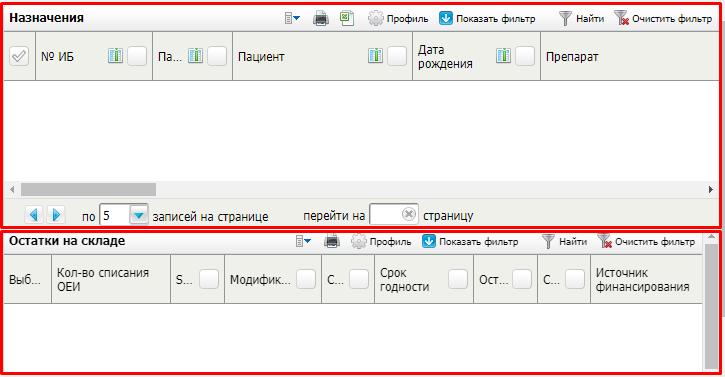 Назначения
Профиль
Показать фильтр
Найти
Очистить фильтр
№ ИБ
Па...
Пациент
Дата
рождения
Препарат
по 5 записей на странице
перейти на страницу
Остатки на складе
Профиль
Показать фильтр
Найти
Очистить фильтр
Выб...
Кол-во списания
ОЕИ
S...
Модифик...
С...
Срок
годности
Ост...
С...
Источник
финансирования